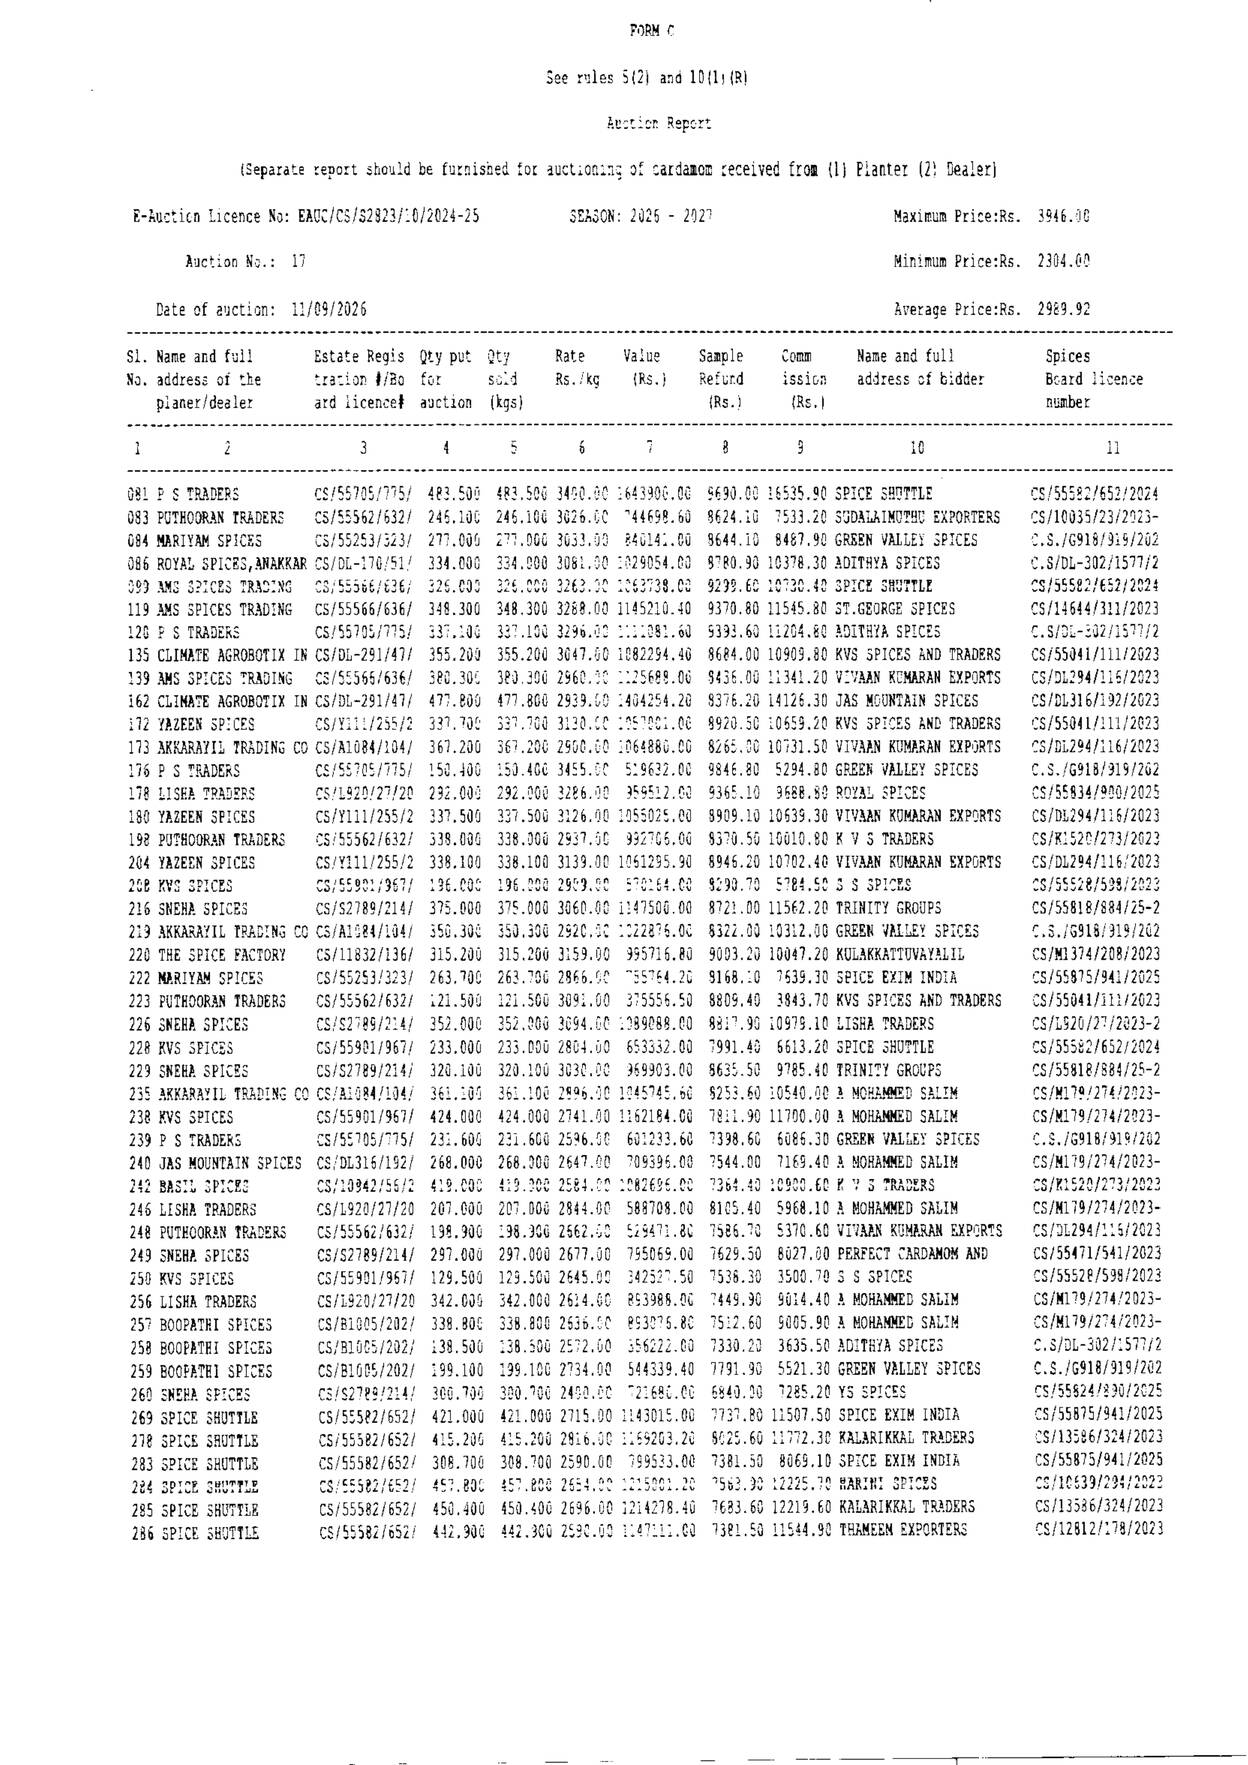 FORM C
See rules 5(2) and 10(1)(R)
Auction Report
(Separate report should be furnished for auctioning of cardamom received from (1) Planter (2) Dealer)
E-Auction Licence No: EAUC/CS/S2823/10/2024-25 SEASON: 2026 - 2027 Maximum Price:Rs. 3946.00
Auction No.: 17 Minimum Price:Rs. 2304.00
Date of auction: 11/09/2026 Average Price:Rs. 2989.92
Sl. Name and full Estate Regis Qty put Qty Rate Value Sample Comm Name and full Spices
No. address of the tration #/Bo for sold Rs./kg (Rs.) Refund ission address of bidder Board licence
planer/dealer ard licence# auction (kgs) (Rs.) (Rs.) number
1 2 3 4 5 6 7 8 9 10 11
081 P S TRADERS CS/55705/775/ 483.500 483.500 3400.00 1643900.00 9690.00 16535.90 SPICE SHUTTLE CS/55582/652/2024
083 PUTHOORAN TRADERS CS/55562/632/ 246.100 246.100 3026.00 744698.60 8624.10 7533.20 SUDALAIMUTHU EXPORTERS CS/10035/23/2023-
084 MARIYAM SPICES CS/55253/323/ 277.000 277.000 3033.00 840141.00 8644.10 8487.90 GREEN VALLEY SPICES C.S./G918/919/202
086 ROYAL SPICES,ANAKKAR CS/DL-170/51/ 334.000 334.000 3081.00 1029054.00 8780.90 10378.30 ADITHYA SPICES C.S/DL-302/1577/2
099 AMS SPICES TRADING CS/55566/636/ 326.000 326.000 3263.00 1063738.00 9299.60 10730.40 SPICE SHUTTLE CS/55582/652/2024
119 AMS SPICES TRADING CS/55566/636/ 348.300 348.300 3288.00 1145210.40 9370.80 11545.80 ST.GEORGE SPICES CS/14644/311/2023
120 P S TRADERS CS/55705/775/ 337.100 337.100 3296.00 1111081.60 9393.60 11204.80 ADITHYA SPICES C.S/DL-302/1577/2
135 CLIMATE AGROBOTIX IN CS/DL-291/47/ 355.200 355.200 3047.00 1082294.40 8684.00 10909.80 KVS SPICES AND TRADERS CS/55041/111/2023
139 AMS SPICES TRADING CS/55566/636/ 380.300 380.300 2960.00 1125688.00 8436.00 11341.20 VIVAAN KUMARAN EXPORTS CS/DL294/116/2023
162 CLIMATE AGROBOTIX IN CS/DL-291/47/ 477.800 477.800 2939.00 1404254.20 8376.20 14126.30 JAS MOUNTAIN SPICES CS/DL316/192/2023
172 YAZEEN SPICES CS/Y111/255/2 337.700 337.700 3130.00 1057001.00 8920.50 10659.20 KVS SPICES AND TRADERS CS/55041/111/2023
173 AKKARAYIL TRADING CO CS/A1084/104/ 367.200 367.200 2900.00 1064880.00 8265.00 10731.50 VIVAAN KUMARAN EXPORTS CS/DL294/116/2023
176 P S TRADERS CS/55705/775/ 150.400 150.400 3455.00 519632.00 9846.80 5294.80 GREEN VALLEY SPICES C.S./G918/919/202
178 LISHA TRADERS CS/L920/27/20 292.000 292.000 3286.00 959512.00 9365.10 9688.80 ROYAL SPICES CS/55834/900/2025
180 YAZEEN SPICES CS/Y111/255/2 337.500 337.500 3126.00 1055025.00 8909.10 10639.30 VIVAAN KUMARAN EXPORTS CS/DL294/116/2023
198 PUTHOORAN TRADERS CS/55562/632/ 338.000 338.000 2937.00 992706.00 8370.50 10010.80 K V S TRADERS CS/K1520/273/2023
204 YAZEEN SPICES CS/Y111/255/2 338.100 338.100 3139.00 1061295.90 8946.20 10702.40 VIVAAN KUMARAN EXPORTS CS/DL294/116/2023
208 KVS SPICES CS/55901/967/ 196.000 196.000 2909.00 570164.00 8290.70 5784.50 S S SPICES CS/55528/598/2023
216 SNEHA SPICES CS/S2789/214/ 375.000 375.000 3060.00 1147500.00 8721.00 11562.20 TRINITY GROUPS CS/55818/884/25-2
219 AKKARAYIL TRADING CO CS/A1084/104/ 350.300 350.300 2920.00 1022876.00 8322.00 10312.00 GREEN VALLEY SPICES C.S./G918/919/202
220 THE SPICE FACTORY CS/11832/136/ 315.200 315.200 3159.00 995716.80 9003.20 10047.20 KULAKKATTUVAYALIL CS/M1374/208/2023
222 MARIYAM SPICES CS/55253/323/ 263.700 263.700 2866.00 755764.20 8168.10 7639.30 SPICE EXIM INDIA CS/55875/941/2025
223 PUTHOORAN TRADERS CS/55562/632/ 121.500 121.500 3091.00 375556.50 8809.40 3843.70 KVS SPICES AND TRADERS CS/55041/111/2023
226 SNEHA SPICES CS/S2789/214/ 352.000 352.000 3094.00 1089088.00 8817.90 10979.10 LISHA TRADERS CS/L920/27/2023-2
228 KVS SPICES CS/55901/967/ 233.000 233.000 2804.00 653332.00 7991.40 6613.20 SPICE SHUTTLE CS/55582/652/2024
229 SNEHA SPICES CS/S2789/214/ 320.100 320.100 3030.00 969903.00 8635.50 9785.40 TRINITY GROUPS CS/55818/884/25-2
235 AKKARAYIL TRADING CO CS/A1084/104/ 361.100 361.100 2896.00 1045745.60 8253.60 10540.00 A MOHAMMED SALIM CS/M179/274/2023-
238 KVS SPICES CS/55901/967/ 424.000 424.000 2741.00 1162184.00 7811.90 11700.00 A MOHAMMED SALIM CS/M179/274/2023-
239 P S TRADERS CS/55705/775/ 231.600 231.600 2596.00 601233.60 7398.60 6086.30 GREEN VALLEY SPICES C.S./G918/919/202
240 JAS MOUNTAIN SPICES CS/DL316/192/ 268.000 268.000 2647.00 709396.00 7544.00 7169.40 A MOHAMMED SALIM CS/M179/274/2023-
242 BASIL SPICES CS/10942/56/2 419.000 419.000 2584.00 1082696.00 7364.40 10900.60 K V S TRADERS CS/K1520/273/2023
246 LISHA TRADERS CS/L920/27/20 207.000 207.000 2844.00 588708.00 8105.40 5968.10 A MOHAMMED SALIM CS/M179/274/2023-
248 PUTHOORAN TRADERS CS/55562/632/ 198.900 198.900 2662.00 529471.80 7586.70 5370.60 VIVAAN KUMARAN EXPORTS CS/DL294/116/2023
249 SNEHA SPICES CS/S2789/214/ 297.000 297.000 2677.00 795069.00 7629.50 8027.00 PERFECT CARDAMOM AND CS/55471/541/2023
250 KVS SPICES CS/55901/967/ 129.500 129.500 2645.00 342527.50 7538.30 3500.70 S S SPICES CS/55528/598/2023
256 LISHA TRADERS CS/L920/27/20 342.000 342.000 2614.00 893988.00 7449.90 9014.40 A MOHAMMED SALIM CS/M179/274/2023-
257 BOOPATHI SPICES CS/B1005/202/ 338.800 338.800 2636.00 893076.80 7512.60 9005.90 A MOHAMMED SALIM CS/M179/274/2023-
258 BOOPATHI SPICES CS/B1005/202/ 138.500 138.500 2572.00 356222.00 7330.20 3635.50 ADITHYA SPICES C.S/DL-302/1577/2
259 BOOPATHI SPICES CS/B1005/202/ 199.100 199.100 2734.00 544339.40 7791.90 5521.30 GREEN VALLEY SPICES C.S./G918/919/202
260 SNEHA SPICES CS/S2789/214/ 300.700 300.700 2400.00 721680.00 6840.00 7285.20 YS SPICES CS/55824/890/2025
269 SPICE SHUTTLE CS/55582/652/ 421.000 421.000 2715.00 1143015.00 7737.80 11507.50 SPICE EXIM INDIA CS/55875/941/2025
278 SPICE SHUTTLE CS/55582/652/ 415.200 415.200 2816.00 1169203.20 8025.60 11772.30 KALARIKKAL TRADERS CS/13586/324/2023
283 SPICE SHUTTLE CS/55582/652/ 308.700 308.700 2590.00 799533.00 7381.50 8069.10 SPICE EXIM INDIA CS/55875/941/2025
284 SPICE SHUTTLE CS/55582/652/ 457.800 457.800 2654.00 1215001.20 7563.90 12225.70 HARINI SPICES CS/10639/294/2023
285 SPICE SHUTTLE CS/55582/652/ 450.400 450.400 2696.00 1214278.40 7683.60 12219.60 KALARIKKAL TRADERS CS/13586/324/2023
286 SPICE SHUTTLE CS/55582/652/ 442.900 442.900 2590.00 1147111.00 7381.50 11544.90 THAMEEM EXPORTERS CS/12812/178/2023